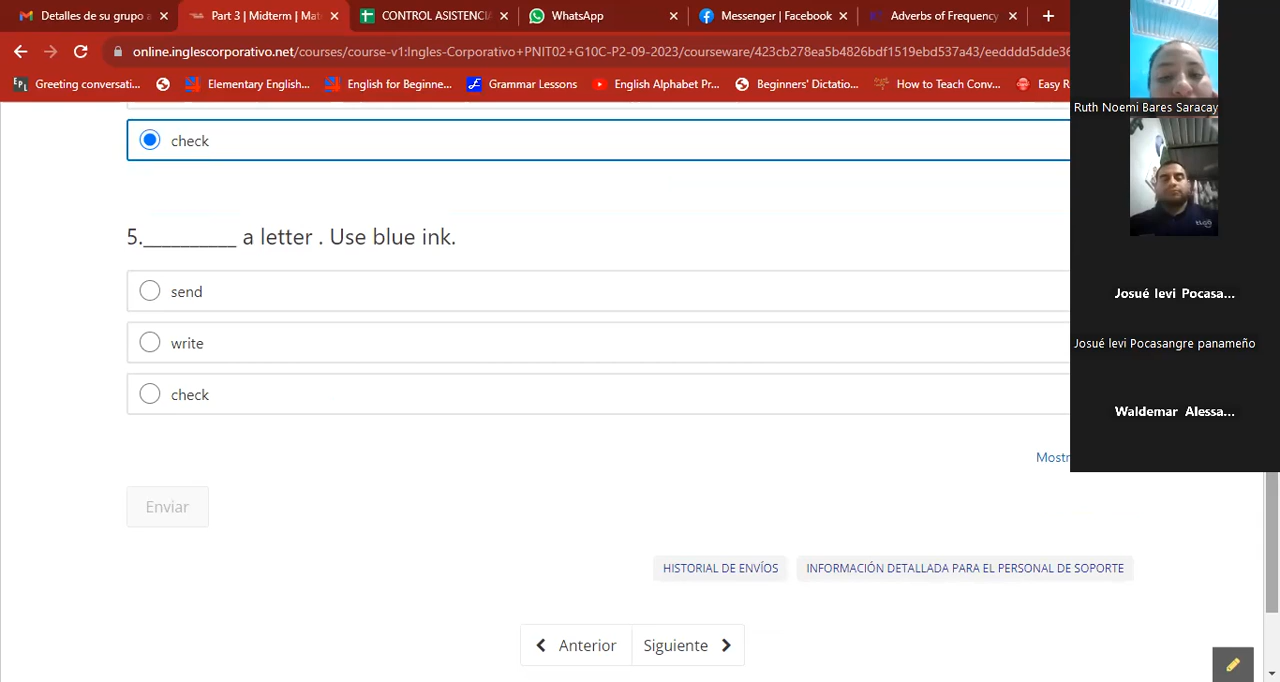 Detalles de su grupo a
Part 3 | Midterm | Mat
CONTROL ASISTENCIA
WhatsApp
Messenger | Facebook
Adverbs of Frequency
online.inglescorporativo.net/courses/course-v1:Ingles-Corporativo+PNIT02+G10C-P2-09-2023/courseware/423cb278ea5b4826bdf1519ebd537a43/eedddd5dde36
Greeting conversati...
Elementary English...
English for Beginne...
Grammar Lessons
English Alphabet Pr...
Beginners' Dictatio...
How to Teach Conv...
Easy R
check
5.__________ a letter . Use blue ink.
send
write
check
Mostr
Enviar
HISTORIAL DE ENVÍOS
INFORMACIÓN DETALLADA PARA EL PERSONAL DE SOPORTE
Anterior
Siguiente
Ruth Noemi Bares Saracay
Josué levi Pocasa...
Josué levi Pocasangre panameño
Waldemar Alessa...